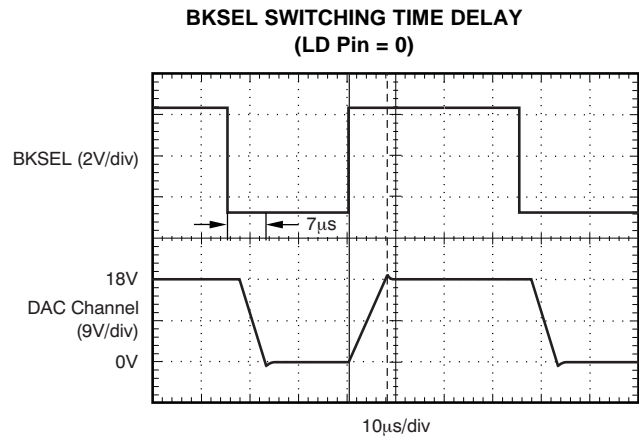 BKSEL SWITCHING TIME DELAY
(LD Pin = 0)
BKSEL (2V/div)
7µs
18V
DAC Channel
(9V/div)
0V
10µs/div